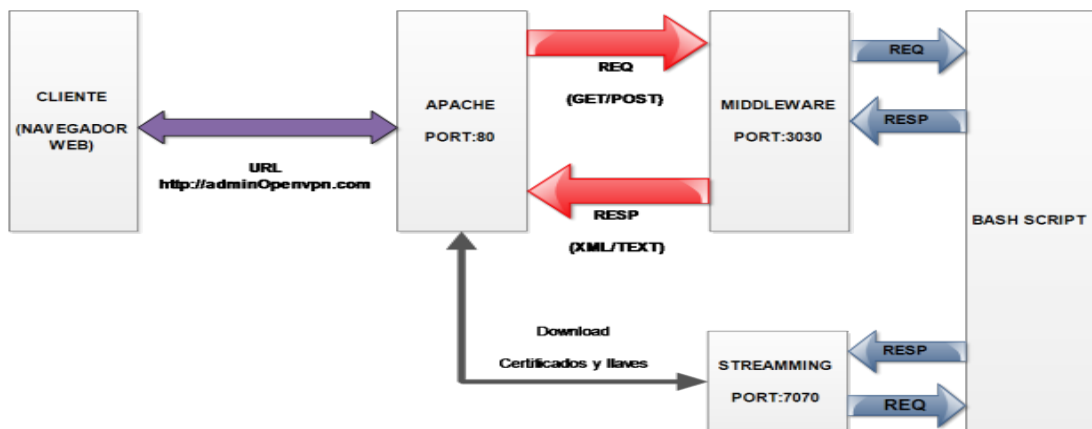 CLIENTE
(NAVEGADOR
WEB)
URL
http://adminOpenvpn.com
APACHE
PORT:80
REQ
(GET/POST)
RESP
(XML/TEXT)
MIDDLEWARE
PORT:3030
REQ
RESP
BASH SCRIPT
Download
Certificados y llaves
STREAMMING
PORT:7070
RESP
REQ